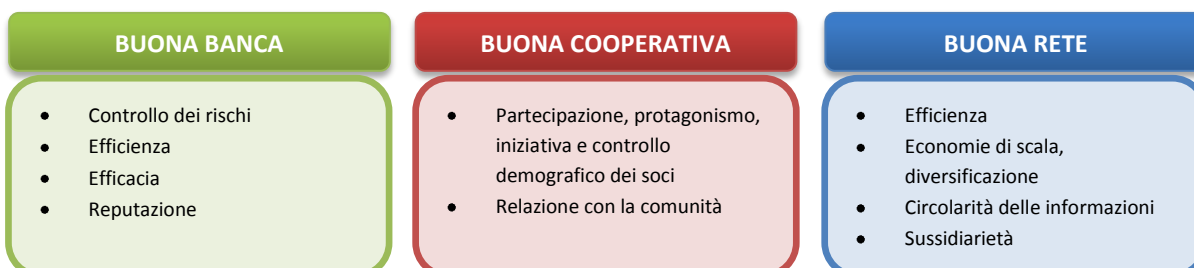 BUONA BANCA
• Controllo dei rischi
• Efficienza
• Efficacia
• Reputazione
BUONA COOPERATIVA
• Partecipazione, protagonismo,
iniziativa e controllo
demografico dei soci
• Relazione con la comunità
BUONA RETE
• Efficienza
• Economie di scala,
diversificazione
• Circolarità delle informazioni
• Sussidiarietà